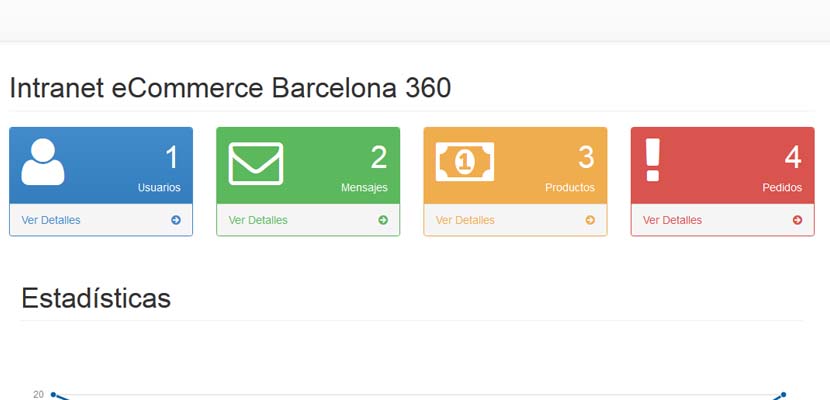 Intranet eCommerce Barcelona 360
1
Usuarios
Ver Detalles
2
Mensajes
Ver Detalles
1
3
Productos
Ver Detalles
4
Pedidos
Ver Detalles
Estadísticas
20